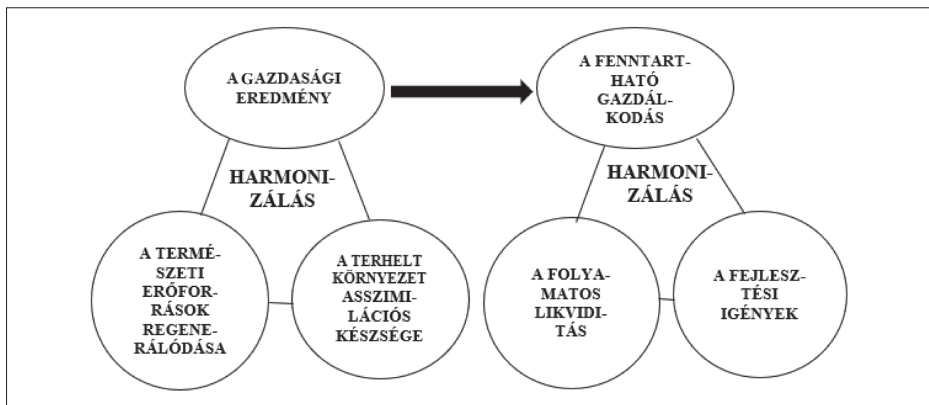 A GAZDASÁGI
EREDMÉNY
A FENNTART-
HATÓ
GAZDÁL-
KODÁS
HARMONI-
ZÁLÁS
HARMONI-
ZÁLÁS
A TERMÉ-
SZETI
ERŐFOR-
RÁSOK
REGENE-
RÁLÓDÁSA
A TERHELT
KÖRNYEZET
ASSZIMI-
LÁCIÓS
KÉSZSÉGE
A FOLYA-
MATOS
LIKVIDI-
TÁS
A FEJLESZ-
TÉSI
IGÉNYEK